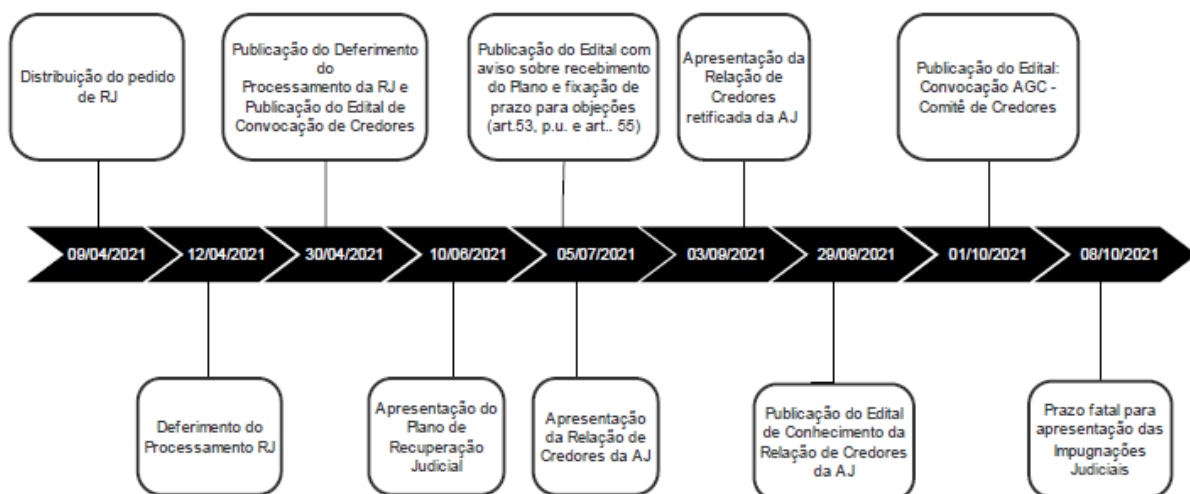 Distribuição do pedido
de RJ
Publicação do Deferimento
do
Processamento da RJ e
Publicação do Edital de
Convocação de Credores
Publicação do Edital com
aviso sobre recebimento
do Plano e fixação de
prazo para objeções
(art.53, p.u. e art.. 55)
Apresentação da
Relação de
Credores
retificada da AJ
Publicação do Edital:
Convocação AGC -
Comitê de Credores
09/04/2021
12/04/2021
30/04/2021
10/06/2021
05/07/2021
03/09/2021
29/09/2021
01/10/2021
08/10/2021
Deferimento do
Processamento RJ
Apresentação do
Plano de
Recuperação
Judicial
Apresentação
da Relação de
Credores da AJ
Publicação do Edital
de Conhecimento da
Relação de Credores
da AJ
Prazo fatal para
apresentação das
Impugnações
Judiciais